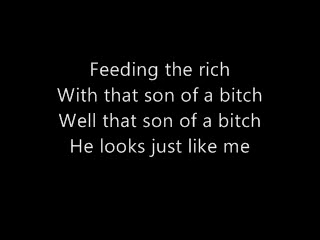 Feeding the rich
With that son of a bitch
Well that son of a bitch
He looks just like me